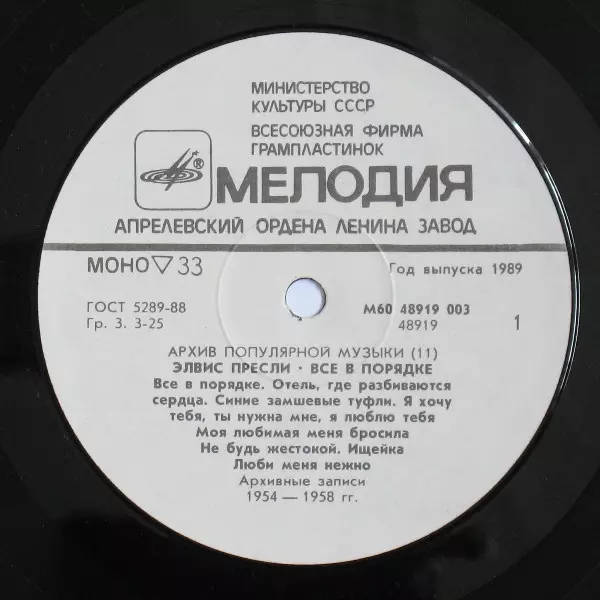 МИНИСТЕРСТВО
КУЛЬТУРЫ СССР
ВСЕСОЮЗНАЯ ФИРМА
ГРАМПЛАСТИНОК
® МЕЛОДИЯ
АПРЕЛЕВСКИЙ ОРДЕНА ЛЕНИНА ЗАВОД
МОНО ▽ 33
Год выпуска 1989
ГОСТ 5289-88
Гр. 3. 3-25
М60 48919 003
48919
1
АРХИВ ПОПУЛЯРНОЙ МУЗЫКИ (11)
ЭЛВИС ПРЕСЛИ · ВСЕ В ПОРЯДКЕ
Все в порядке. Отель, где разбиваются
сердца. Синие замшевые туфли. Я хочу
тебя, ты нужна мне, я люблю тебя
Моя любимая меня бросила
Не будь жестокой. Ищейка
Люби меня нежно
Архивные записи
1954 — 1958 гг.